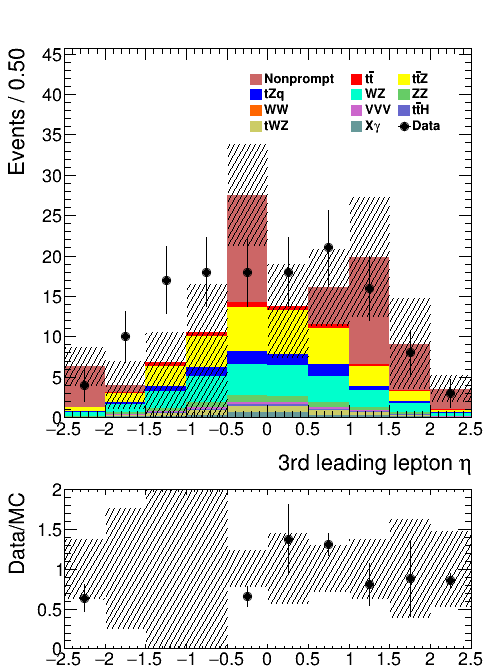 Events / 0.50
45
40
35
30
25
20
15
10
5
0
Nonprompt tt̄ tt̄Z
tZq WZ ZZ
WW VVV tt̄H
tWZ Xγ Data
−2.5 −2 −1.5 −1 −0.5 0 0.5 1 1.5 2 2.5
3rd leading lepton η
Data/MC
2
1.5
1
0.5
0
−2.5 −2 −1.5 −1 −0.5 0 0.5 1 1.5 2 2.5